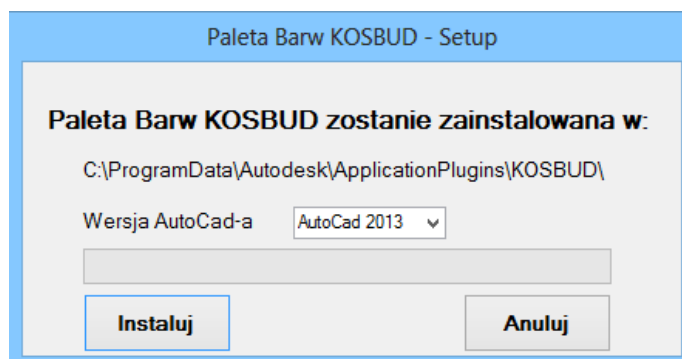 Paleta Barw KOSBUD - Setup
Paleta Barw KOSBUD zostanie zainstalowana w:
C:\ProgramData\Autodesk\ApplicationPlugins\KOSBUD\
Wersja AutoCad-a AutoCad 2013
Instaluj Anuluj